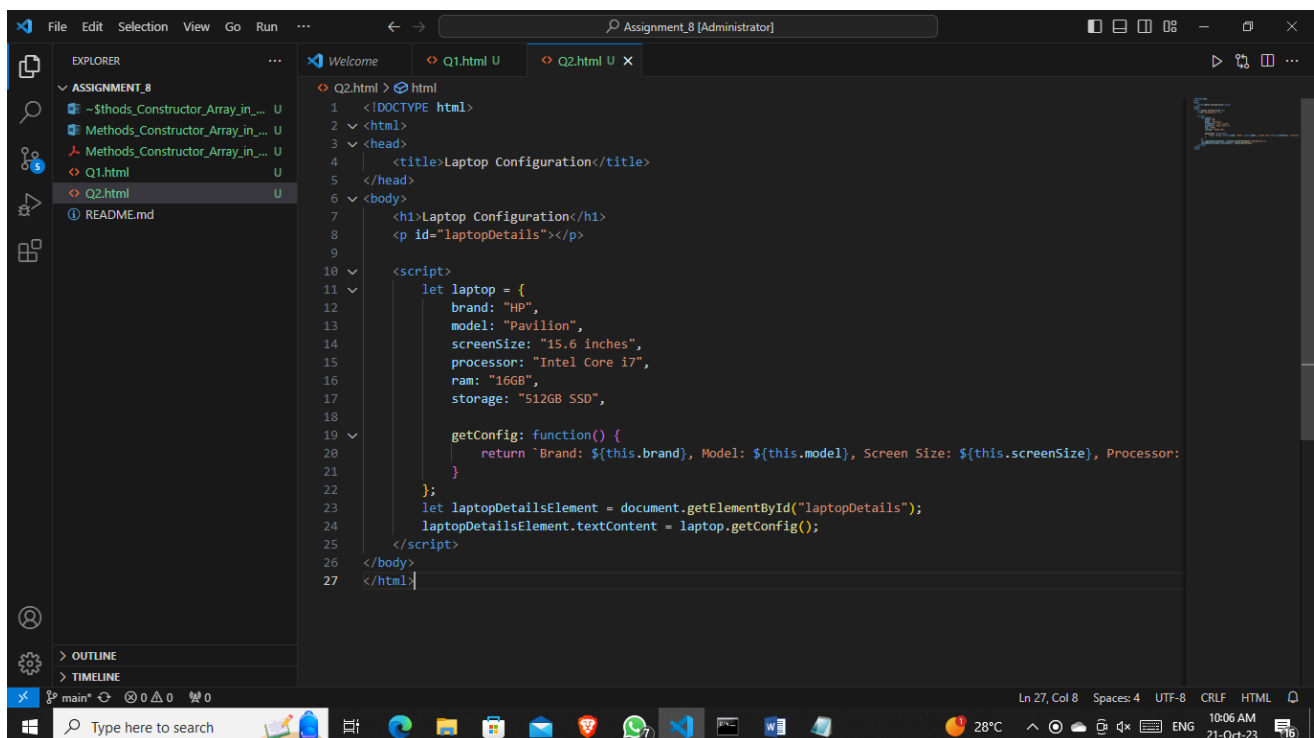 File Edit Selection View Go Run ··· Assignment_8 [Administrator]
EXPLORER ···
ASSIGNMENT_8
~$thods_Constructor_Array_in_... U
Methods_Constructor_Array_in_... U
Methods_Constructor_Array_in_... U
Q1.html U
Q2.html U
README.md
OUTLINE
TIMELINE
Welcome Q1.html U Q2.html U
Q2.html > html
1 <!DOCTYPE html>
2 <html>
3 <head>
4 <title>Laptop Configuration</title>
5 </head>
6 <body>
7 <h1>Laptop Configuration</h1>
8 <p id="laptopDetails"></p>
9
10 <script>
11 let laptop = {
12 brand: "HP",
13 model: "Pavilion",
14 screenSize: "15.6 inches",
15 processor: "Intel Core i7",
16 ram: "16GB",
17 storage: "512GB SSD",
18
19 getConfig: function() {
20 return `Brand: ${this.brand}, Model: ${this.model}, Screen Size: ${this.screenSize}, Processor:
21 }
22 };
23 let laptopDetailsElement = document.getElementById("laptopDetails");
24 laptopDetailsElement.textContent = laptop.getConfig();
25 </script>
26 </body>
27 </html>
5
main* 0 0 0 Ln 27, Col 8 Spaces: 4 UTF-8 CRLF HTML
Type here to search 7 1 28°C ENG 10:06 AM
21-Oct-23 16